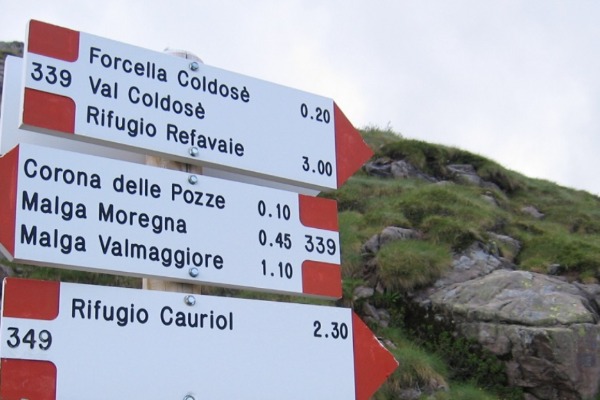 Forcella Coldosè 0.20
339 Val Coldosè
Rifugio Refavaie 3.00
Corona delle Pozze 0.10
Malga Moregna 0.45 339
Malga Valmaggiore 1.10
Rifugio Cauriol 2.30
349